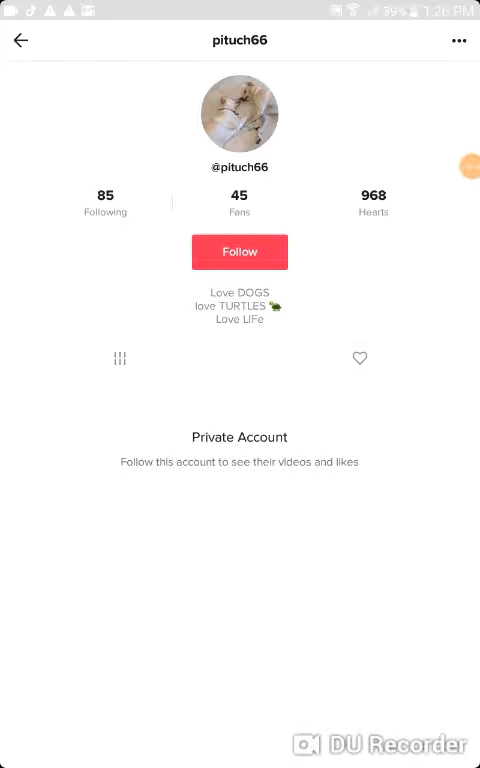 39% 1:26 PM
pituch66
@pituch66
85 45 968
Following Fans Hearts
Follow
Love DOGS
love TURTLES 🐢
Love LIFe
Private Account
Follow this account to see their videos and likes
DU Recorder